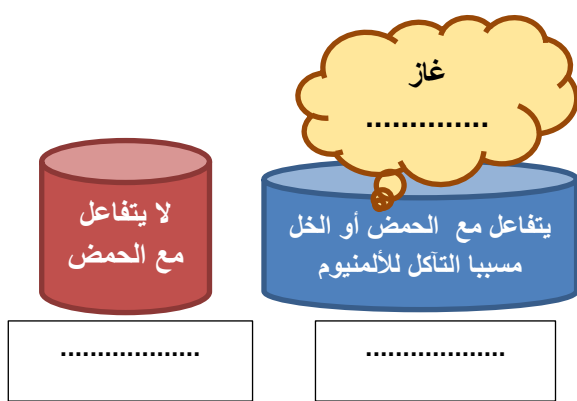 غاز
..............
يتفاعل مع الحمض أو الخل
مسببا التآكل للألمنيوم
لا يتفاعل
مع الحمض
...................
...................